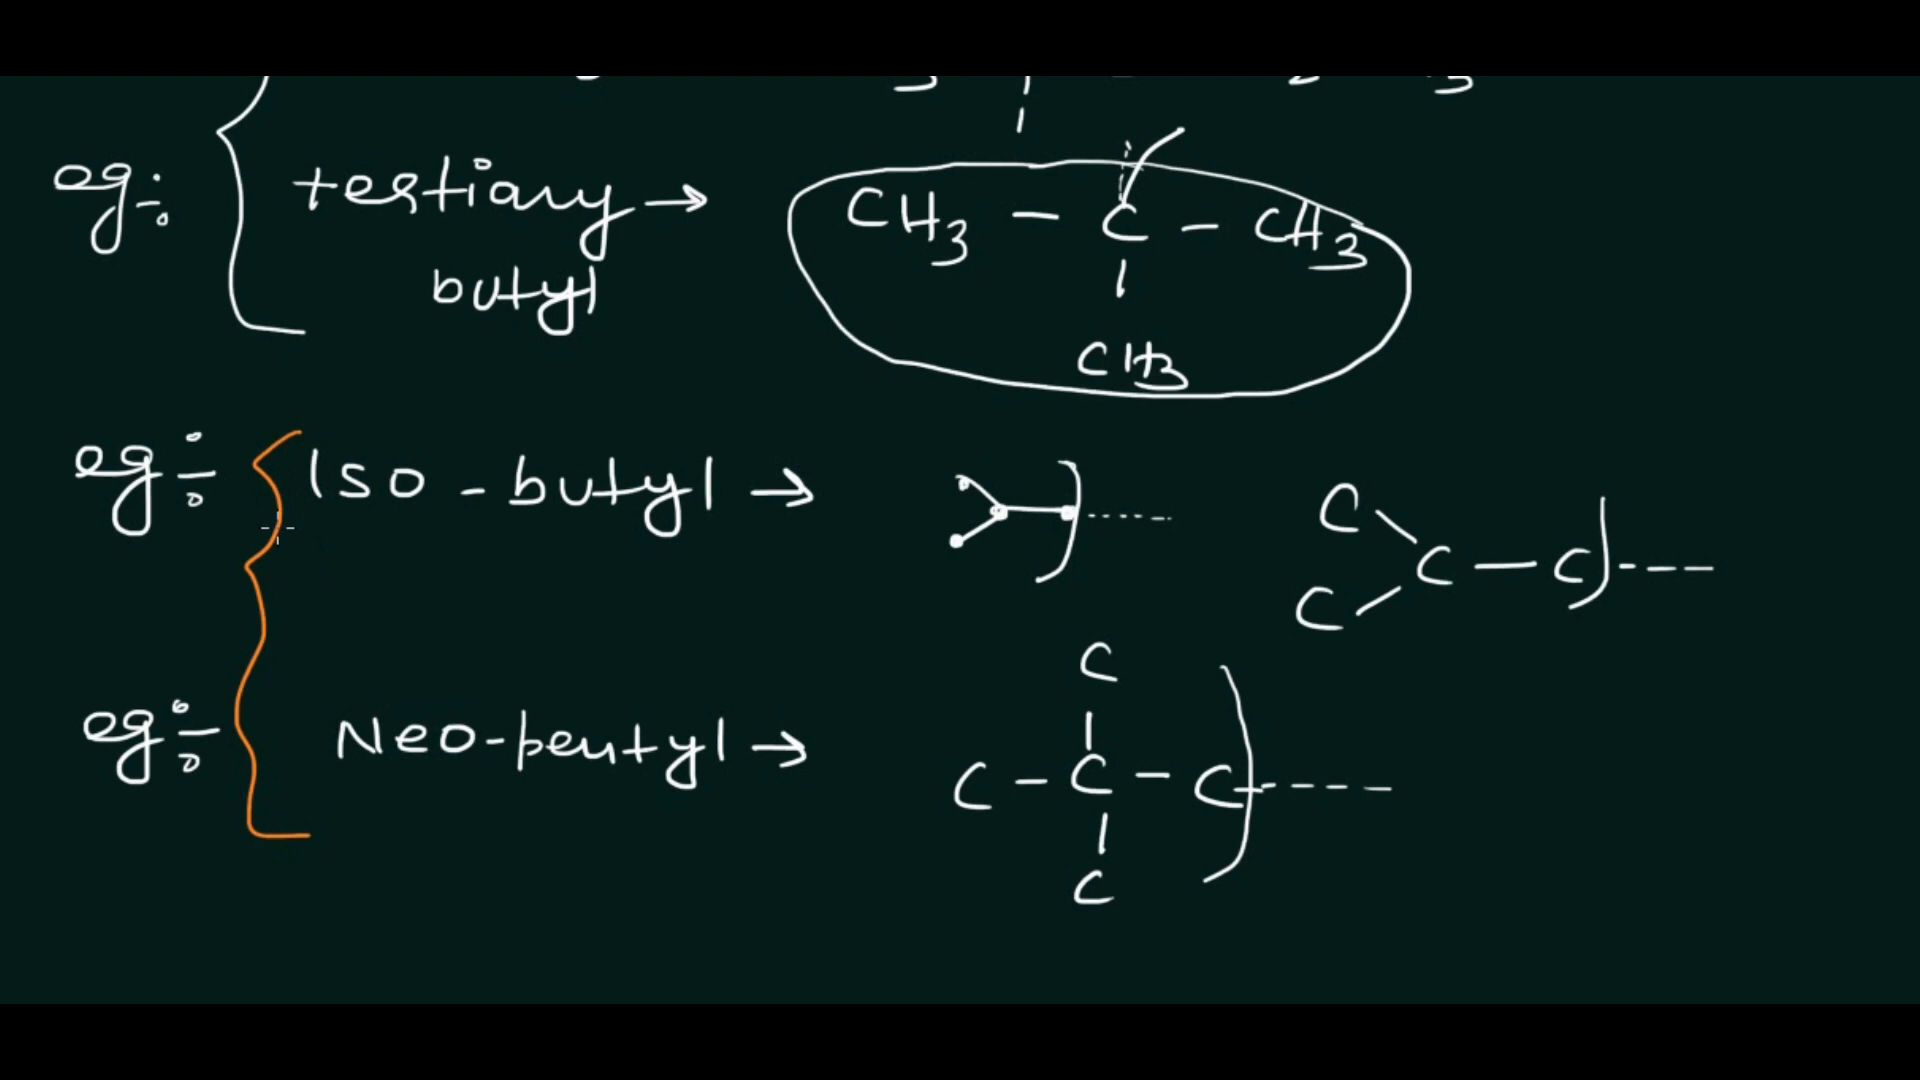 eg:- tertiary → CH3 - C - CH3
butyl
CH3
eg:- Iso - butyl →
C
C - C
C
C
eg:- Neo-pentyl → C - C - C
C